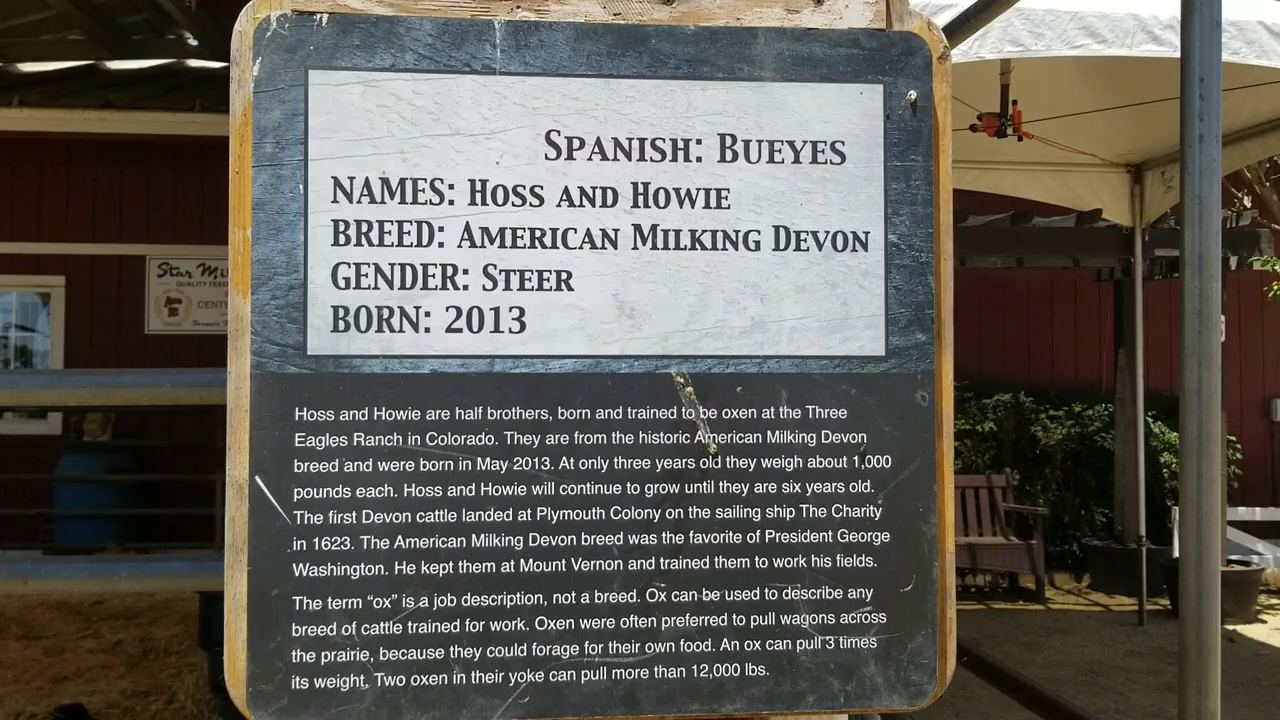 SPANISH: BUEYES
NAMES: HOSS AND HOWIE
BREED: AMERICAN MILKING DEVON
GENDER: STEER
BORN: 2013
Hoss and Howie are half brothers, born and trained to be oxen at the Three
Eagles Ranch in Colorado. They are from the historic American Milking Devon
breed and were born in May 2013. At only three years old they weigh about 1,000
pounds each. Hoss and Howie will continue to grow until they are six years old.
The first Devon cattle landed at Plymouth Colony on the sailing ship The Charity
in 1623. The American Milking Devon breed was the favorite of President George
Washington. He kept them at Mount Vernon and trained them to work his fields.
The term “ox” is a job description, not a breed. Ox can be used to describe any
breed of cattle trained for work. Oxen were often preferred to pull wagons across
the prairie, because they could forage for their own food. An ox can pull 3 times
its weight. Two oxen in their yoke can pull more than 12,000 lbs.
Star
QUALITY